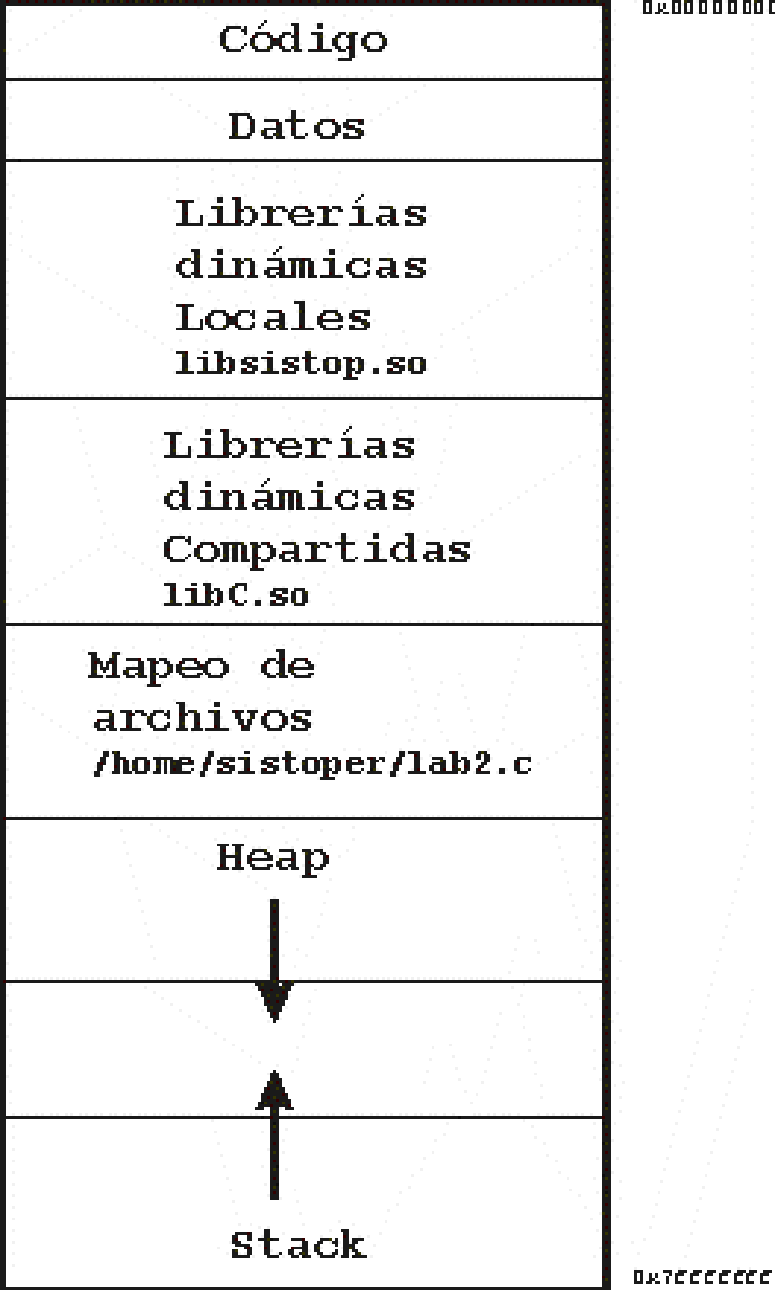 0x00000000
Código
Datos
Librerías
dinámicas
Locales
libsistop.so
Librerías
dinámicas
Compartidas
libC.so
Mapeo de
archivos
/home/sistoper/lab2.c
Heap
Stack
0x7fffffff